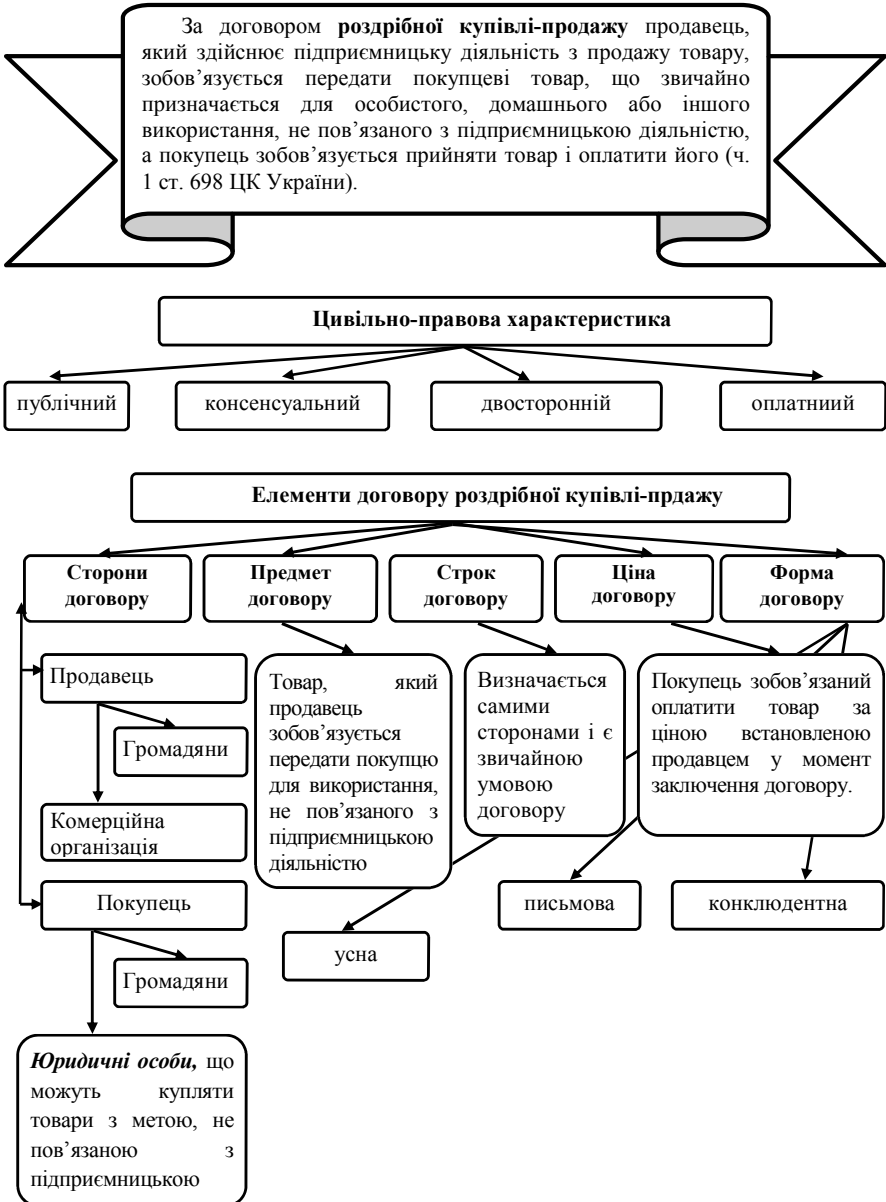 За договором роздрібної купівлі-продажу продавець,
який здійснює підприємницьку діяльність з продажу товару,
зобов’язується передати покупцеві товар, що звичайно
призначається для особистого, домашнього або іншого
використання, не пов’язаного з підприємницькою діяльністю,
а покупець зобов’язується прийняти товар і оплатити його (ч.
1 ст. 698 ЦК України).
Цивільно-правова характеристика
публічний
консенсуальний
двосторонній
оплатниий
Елементи договору роздрібної купівлі-прдажу
Сторони
договору
Предмет
договору
Строк
договору
Ціна
договору
Форма
договору
Продавець
Громадяни
Комерційна
організація
Покупець
Громадяни
Юридичні особи, що
можуть купляти
товари з метою, не
пов’язаною з
підприємницькою
Товар, який
продавець
зобов’язується
передати покупцю
для використання,
не пов’язаного з
підприємницькою
діяльністю
Визначається
самими
сторонами і є
звичайною
умовою
договору
Покупець зобов’язаний
оплатити товар за
ціною встановленою
продавцем у момент
заключення договору.
усна
письмова
конклюдентна